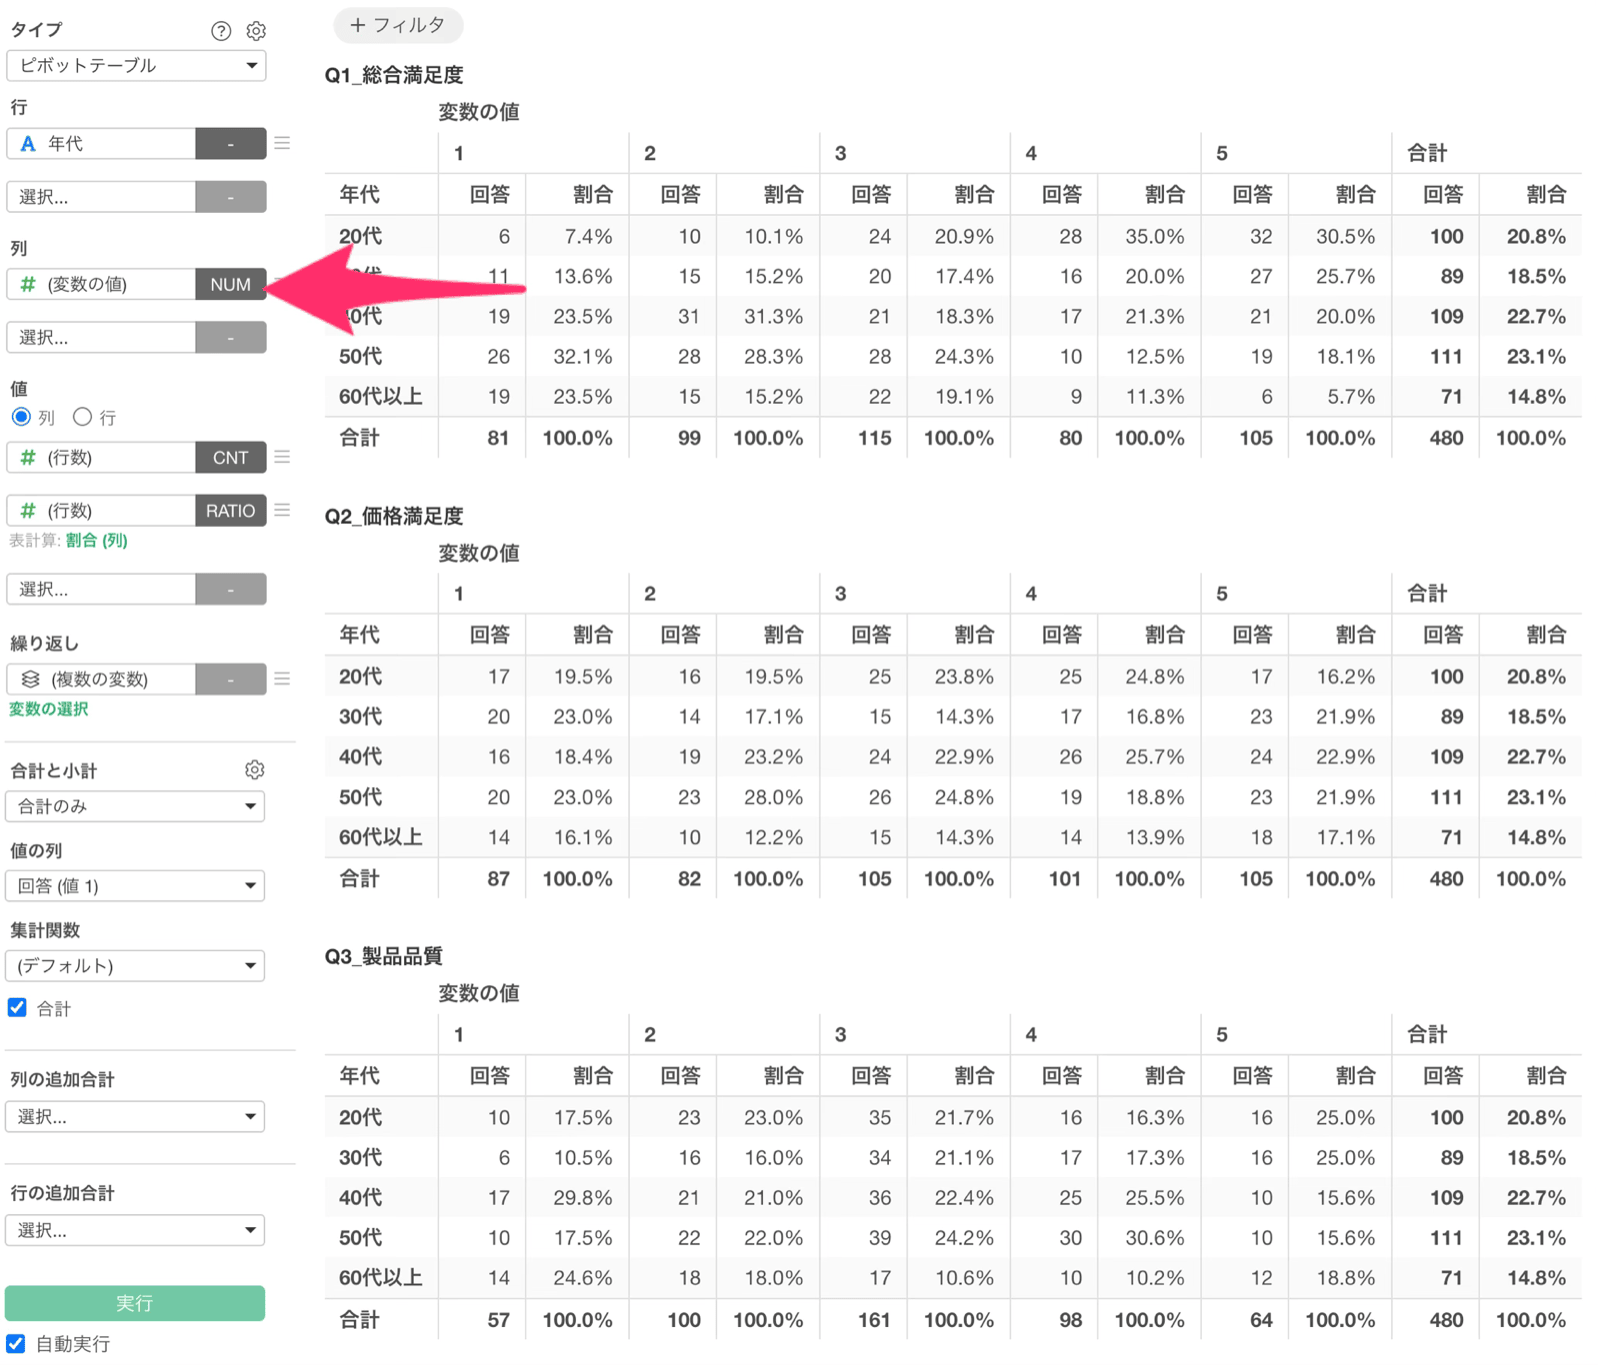 タイプ
ピボットテーブル
行
年代 -
選択... -
列
(変数の値) NUM
選択... -
値
列 行
(行数) CNT
(行数) RATIO
表計算: 割合 (列)
選択... -
繰り返し
(複数の変数) -
変数の選択
合計と小計
合計のみ
値の列
回答 (値 1)
集計関数
(デフォルト)
合計
列の追加合計
選択...
行の追加合計
選択...
実行
自動実行
+ フィルタ
Q1_総合満足度
変数の値
1 2 3 4 5 合計
年代 回答 割合 回答 割合 回答 割合 回答 割合 回答 割合 回答 割合
20代 6 7.4% 10 10.1% 24 20.9% 28 35.0% 32 30.5% 100 20.8%
11 13.6% 15 15.2% 20 17.4% 16 20.0% 27 25.7% 89 18.5%
40代 19 23.5% 31 31.3% 21 18.3% 17 21.3% 21 20.0% 109 22.7%
50代 26 32.1% 28 28.3% 28 24.3% 10 12.5% 19 18.1% 111 23.1%
60代以上 19 23.5% 15 15.2% 22 19.1% 9 11.3% 6 5.7% 71 14.8%
合計 81 100.0% 99 100.0% 115 100.0% 80 100.0% 105 100.0% 480 100.0%
Q2_価格満足度
変数の値
1 2 3 4 5 合計
年代 回答 割合 回答 割合 回答 割合 回答 割合 回答 割合 回答 割合
20代 17 19.5% 16 19.5% 25 23.8% 25 24.8% 17 16.2% 100 20.8%
30代 20 23.0% 14 17.1% 15 14.3% 17 16.8% 23 21.9% 89 18.5%
40代 16 18.4% 19 23.2% 24 22.9% 26 25.7% 24 22.9% 109 22.7%
50代 20 23.0% 23 28.0% 26 24.8% 19 18.8% 23 21.9% 111 23.1%
60代以上 14 16.1% 10 12.2% 15 14.3% 14 13.9% 18 17.1% 71 14.8%
合計 87 100.0% 82 100.0% 105 100.0% 101 100.0% 105 100.0% 480 100.0%
Q3_製品品質
変数の値
1 2 3 4 5 合計
年代 回答 割合 回答 割合 回答 割合 回答 割合 回答 割合 回答 割合
20代 10 17.5% 23 23.0% 35 21.7% 16 16.3% 16 25.0% 100 20.8%
30代 6 10.5% 16 16.0% 34 21.1% 17 17.3% 16 25.0% 89 18.5%
40代 17 29.8% 21 21.0% 36 22.4% 25 25.5% 10 15.6% 109 22.7%
50代 10 17.5% 22 22.0% 39 24.2% 30 30.6% 10 15.6% 111 23.1%
60代以上 14 24.6% 18 18.0% 17 10.6% 10 10.2% 12 18.8% 71 14.8%
合計 57 100.0% 100 100.0% 161 100.0% 98 100.0% 64 100.0% 480 100.0%